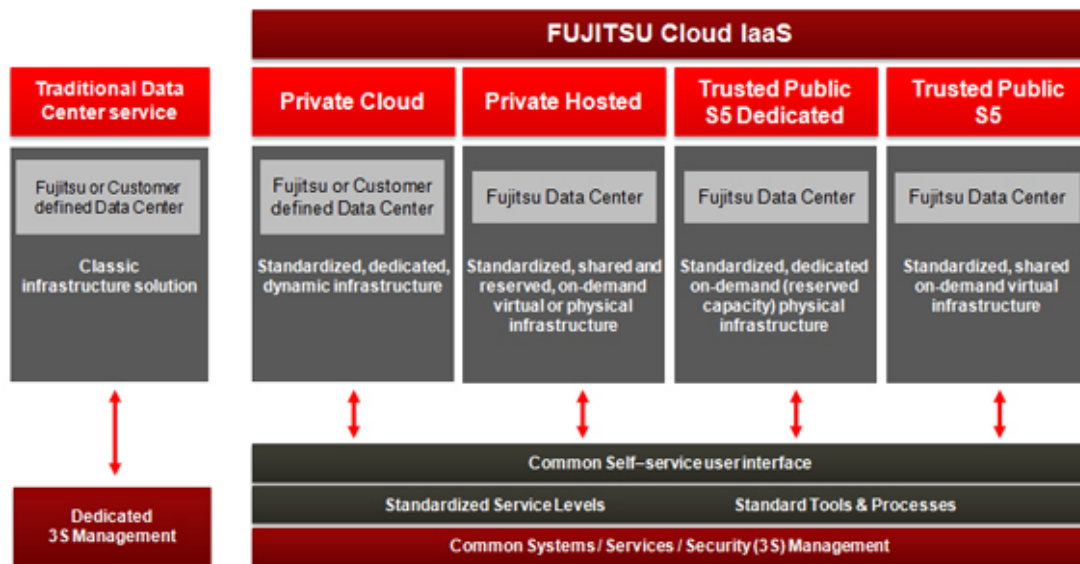 FUJITSU Cloud IaaS
Traditional Data
Center service
Private Cloud
Private Hosted
Trusted Public
S5 Dedicated
Trusted Public
S5
Fujitsu or Customer
defined Data Center
Classic
infrastructure solution
Fujitsu or Customer
defined Data Center
Standardized, dedicated,
dynamic infrastructure
Fujitsu Data Center
Standardized, shared and
reserved, on-demand
virtual or physical
infrastructure
Fujitsu Data Center
Standardized, dedicated
on-demand (reserved
capacity) physical
infrastructure
Fujitsu Data Center
Standardized, shared
on-demand virtual
infrastructure
Common Self–service user interface
Standardized Service Levels
Standard Tools & Processes
Dedicated
3S Management
Common Systems / Services / Security (3S) Management